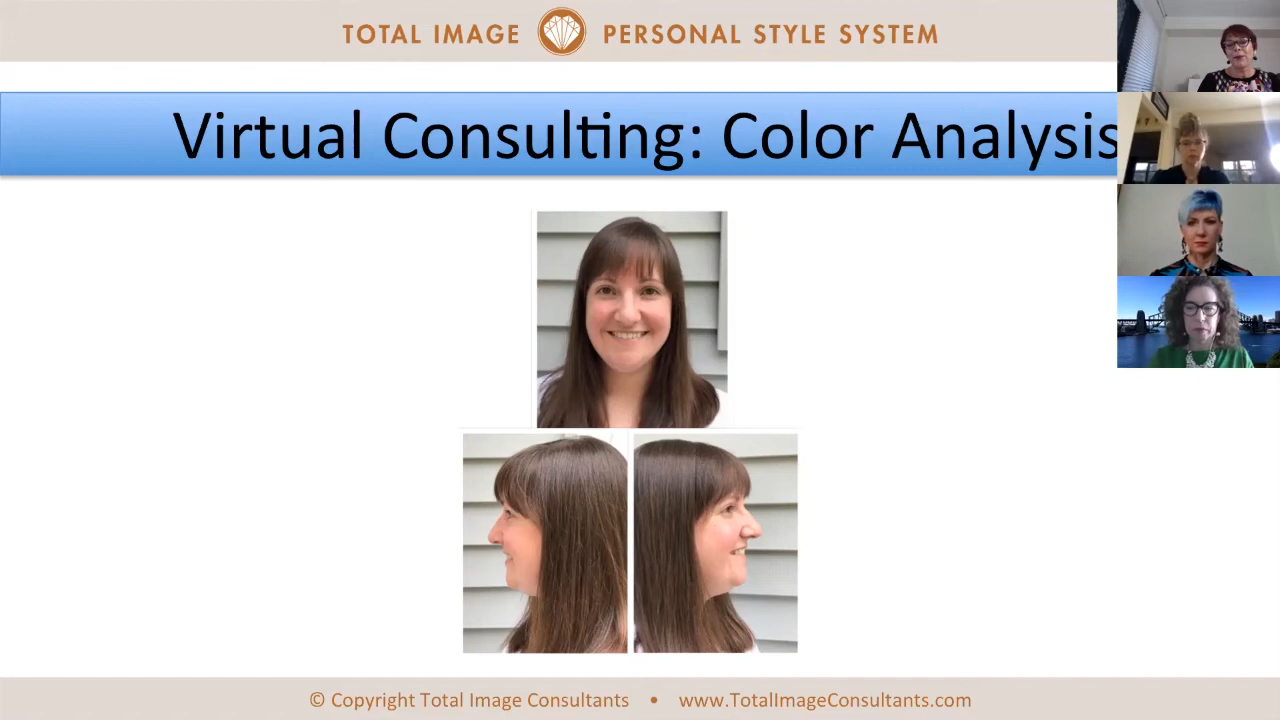 TOTAL IMAGE PERSONAL STYLE SYSTEM
Virtual Consulting: Color Analysis
© Copyright Total Image Consultants • www.TotalImageConsultants.com